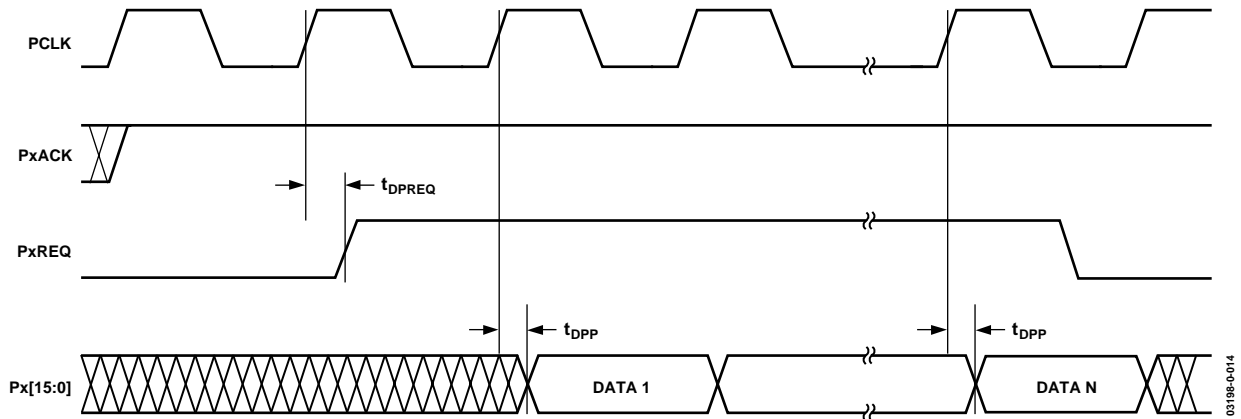 PCLK
PxACK
tDPREQ
PxREQ
tDPP
tDPP
Px[15:0]
DATA 1
DATA N
03198-0-014